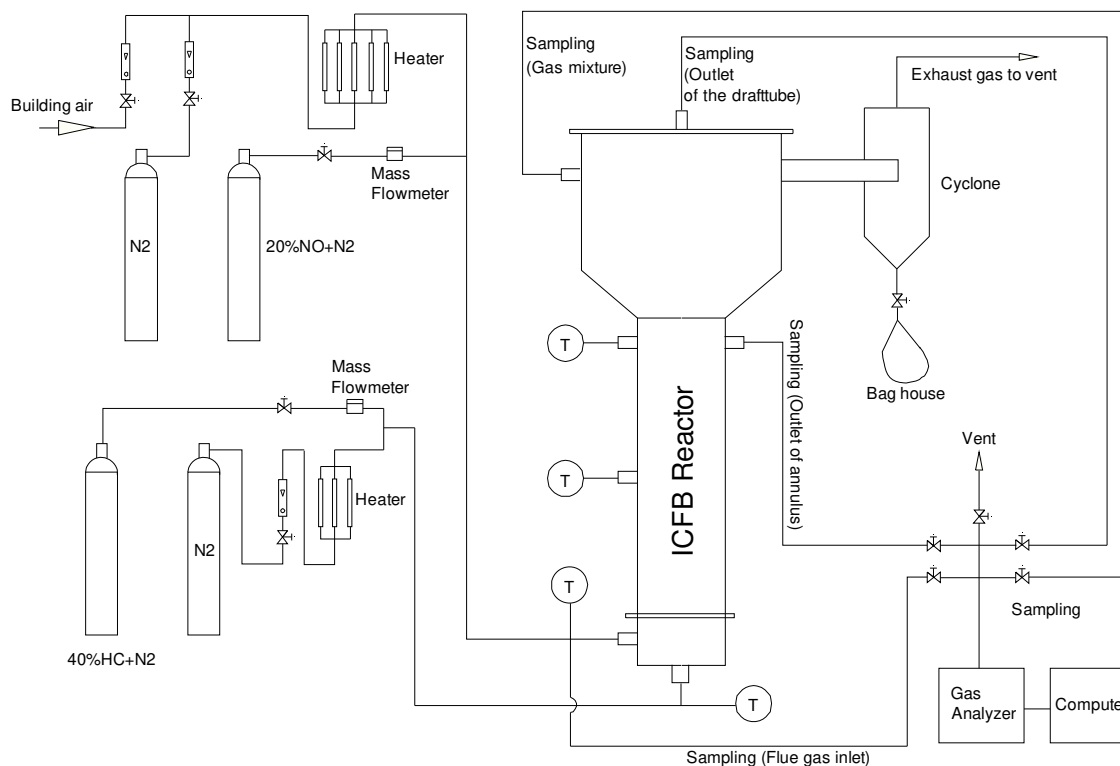 Sampling
(Gas mixture)
Sampling
(Outlet
of the drafttube)
Heater
Exhaust gas to vent
Building air
Mass
Flowmeter
Cyclone
N2
20%NO+N2
T
Sampling (Outlet of annulus)
Mass
Flowmeter
Bag house
ICFB Reactor
Vent
T
Heater
N2
T
Sampling
40%HC+N2
Gas
Analyzer
Compute
T
Sampling (Flue gas inlet)